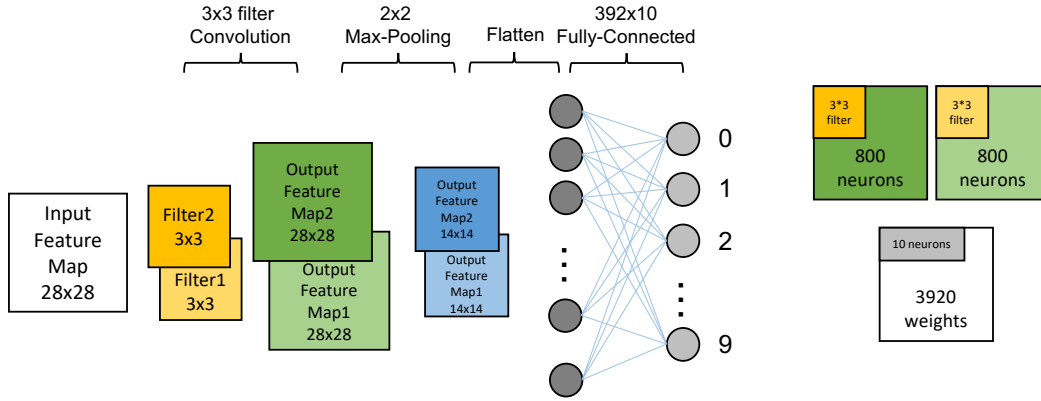 3x3 filter
Convolution
2x2
Max-Pooling
Flatten
392x10
Fully-Connected
Input
Feature
Map
28x28
Filter2
3x3
Filter1
3x3
Output
Feature
Map2
28x28
Output
Feature
Map1
28x28
Output
Feature
Map2
14x14
Output
Feature
Map1
14x14
0
1
2
9
3*3
filter
800
neurons
3*3
filter
800
neurons
10 neurons
3920
weights